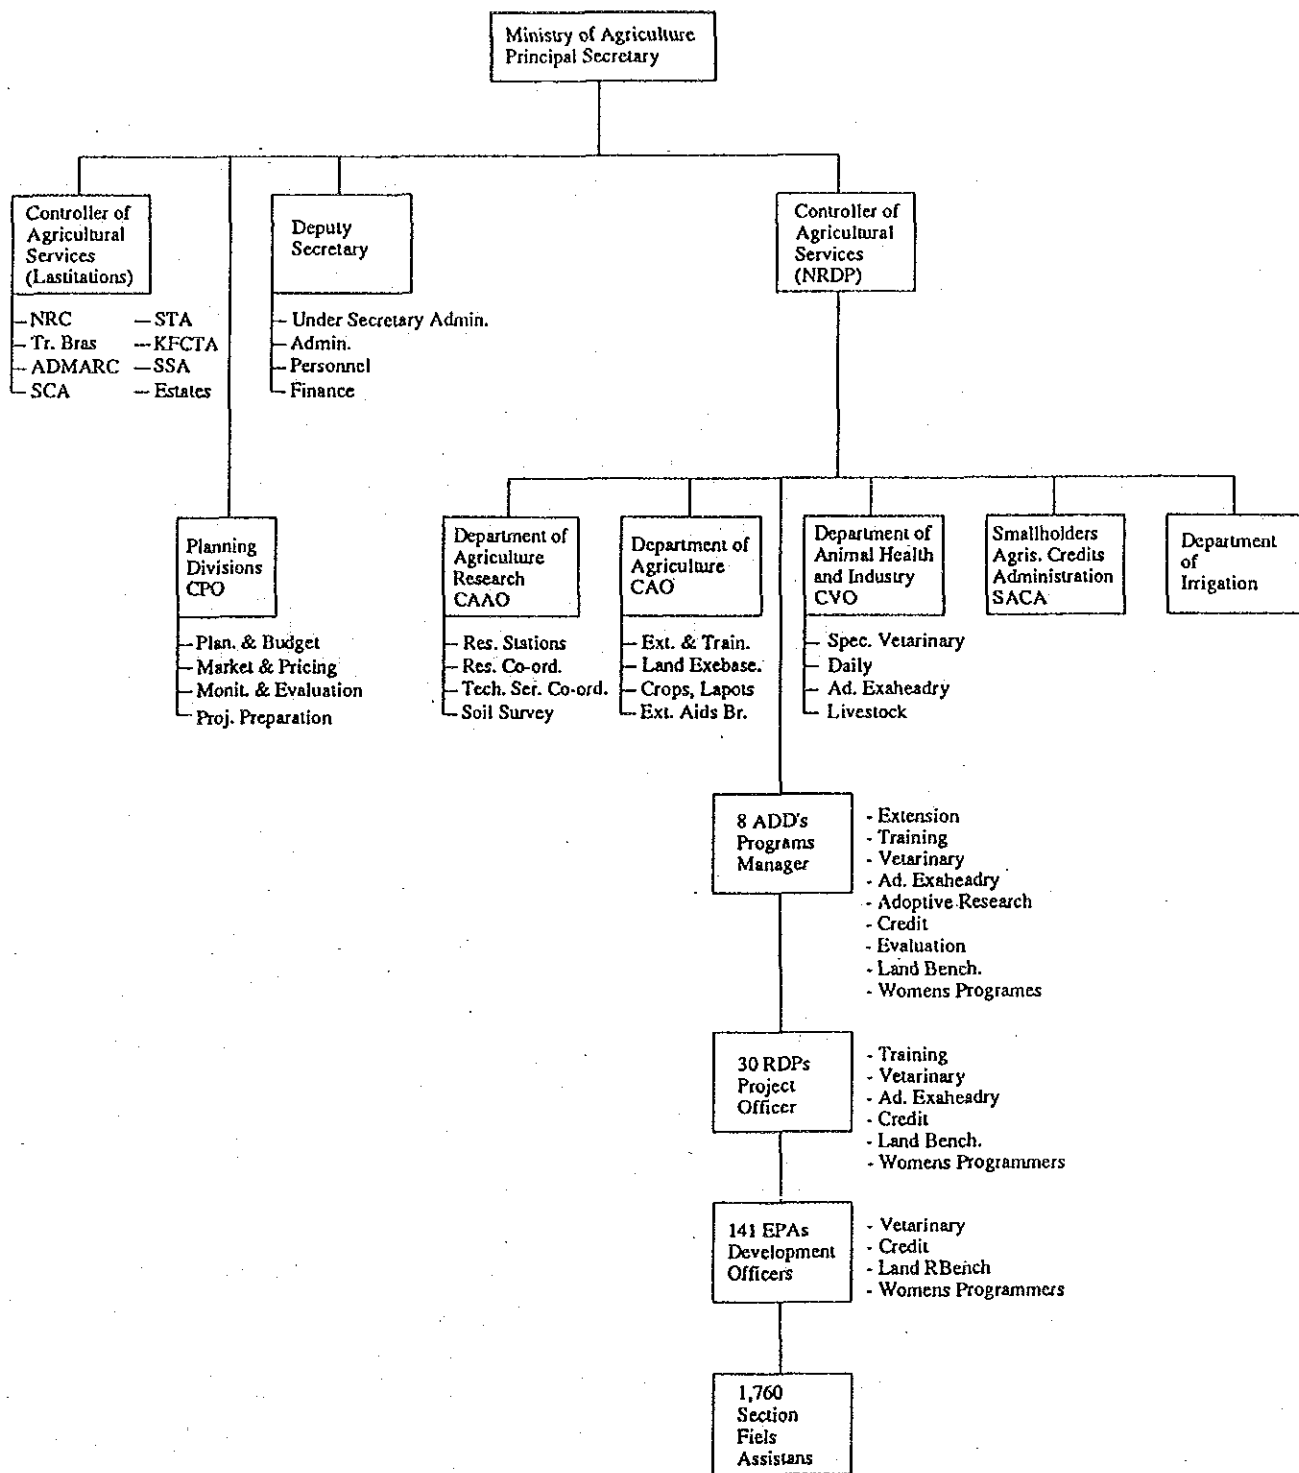 Ministry of Agriculture
Principal Secretary
Controller of
Agricultural
Services
(Lastitations)
– NRC
– Tr. Bras
– ADMARC
– SCA
– STA
– KFCTA
– SSA
– Estates
Deputy
Secretary
– Under Secretary Admin.
– Admin.
– Personnel
– Finance
Controller of
Agricultural
Services
(NRDP)
Planning
Divisions
CPO
– Plan. & Budget
– Market & Pricing
– Monit. & Evaluation
– Proj. Preparation
Department of
Agriculture
Research
CAAO
– Res. Stations
– Res. Co-ord.
– Tech. Ser. Co-ord.
– Soil Survey
Department of
Agriculture
CAO
– Ext. & Train.
– Land Exebase.
– Crops, Lapots
– Ext. Aids Br.
Department of
Animal Health
and Industry
CVO
– Spec. Vetarinary
– Daily
– Ad. Exaheadry
– Livestock
Smallholders
Agris. Credits
Administration
SACA
Department
of
Irrigation
8 ADD's
Programs
Manager
- Extension
- Training
- Vetarinary
- Ad. Exaheadry
- Adoptive Research
- Credit
- Evaluation
- Land Bench.
- Womens Programes
30 RDPs
Project
Officer
- Training
- Vetarinary
- Ad. Exaheadry
- Credit
- Land Bench.
- Womens Programmers
141 EPAs
Development
Officers
- Vetarinary
- Credit
- Land RBench
- Womens Programmers
1,760
Section
Fiels
Assistans